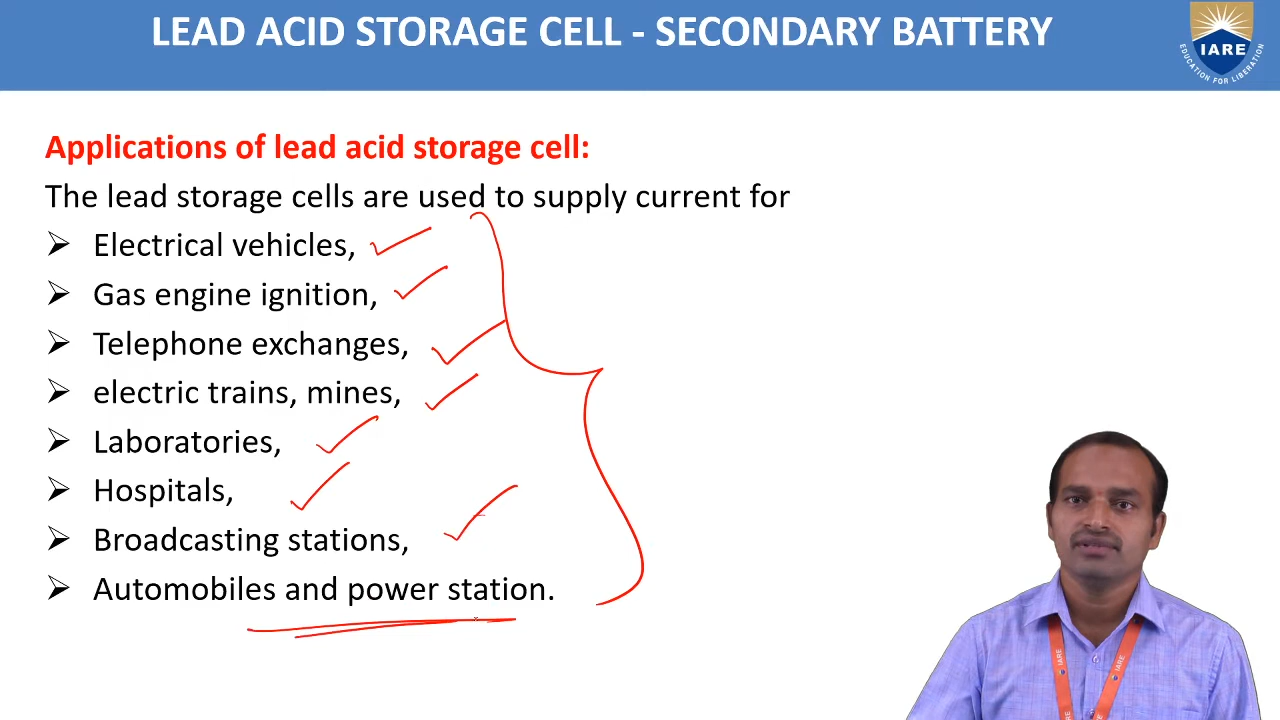 LEAD ACID STORAGE CELL - SECONDARY BATTERY
IARE
EDUCATION FOR LIBERATION
Applications of lead acid storage cell:
The lead storage cells are used to supply current for
➢ Electrical vehicles,
➢ Gas engine ignition,
➢ Telephone exchanges,
➢ electric trains, mines,
➢ Laboratories,
➢ Hospitals,
➢ Broadcasting stations,
➢ Automobiles and power station.
IARE
IARE